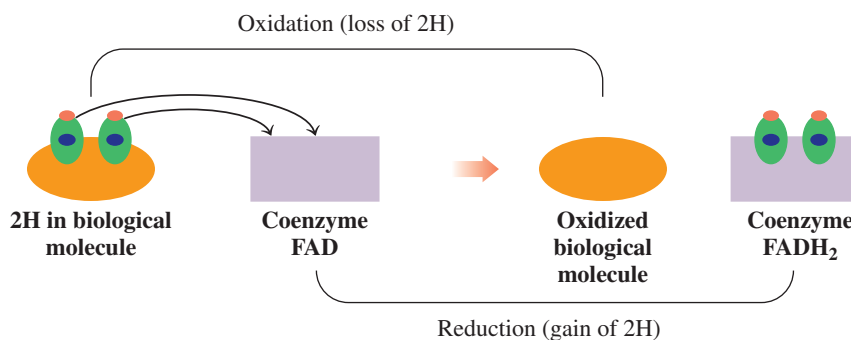 Oxidation (loss of 2H)
2H in biological
molecule
Coenzyme
FAD
Oxidized
biological
molecule
Coenzyme
FADH₂
Reduction (gain of 2H)